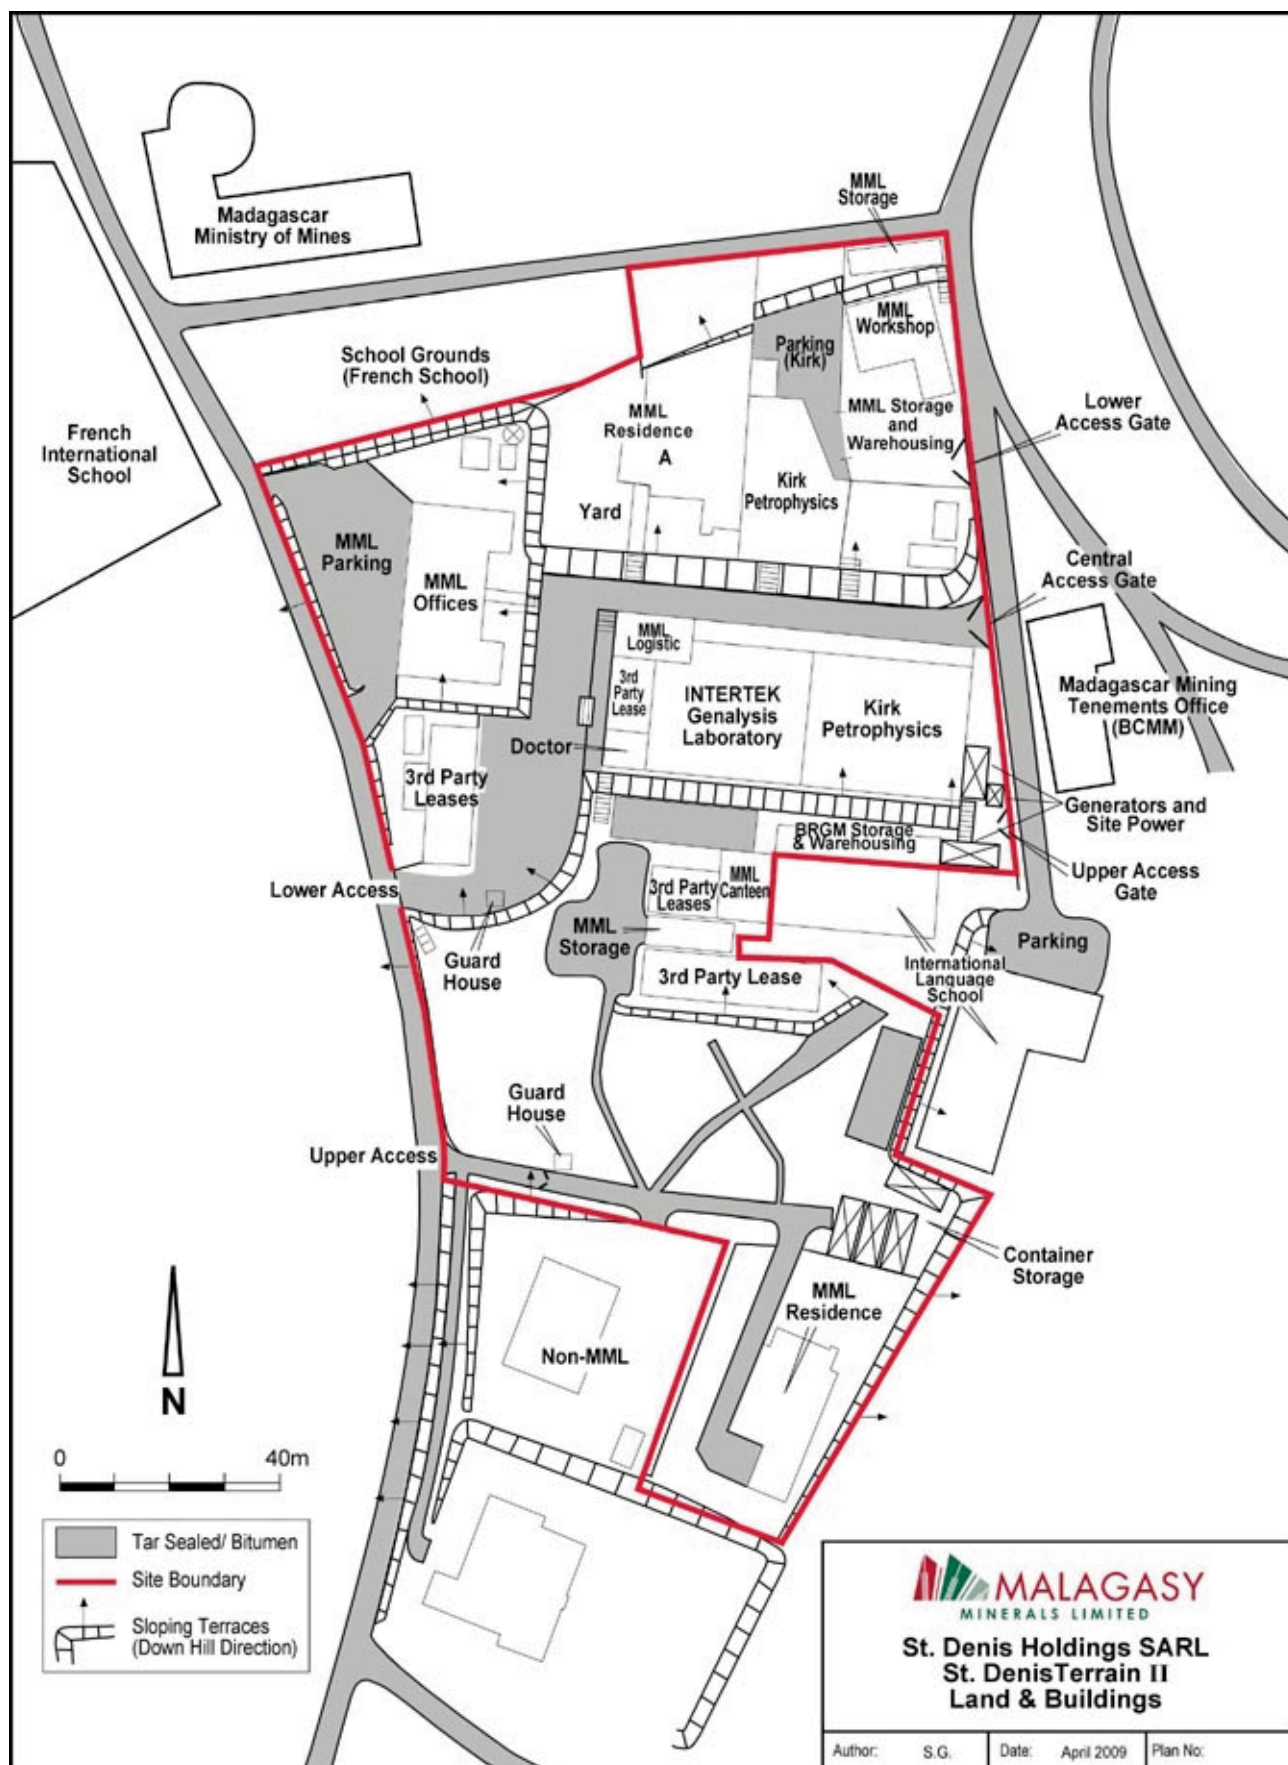 MML
Storage
Madagascar
Ministry of Mines
MML
Workshop
Parking
(Kirk)
School Grounds
(French School)
Lower
Access Gate
MML
Residence
A
MML Storage
and
Warehousing
French
International
School
Kirk
Petrophysics
Yard
MML
Parking
Central
Access Gate
MML
Offices
MML
Logistic
3rd
Party
Lease
INTERTEK
Genalysis
Laboratory
Kirk
Petrophysics
Madagascar Mining
Tenements Office
(BCMM)
Doctor
3rd Party
Leases
Generators and
Site Power
BRGM Storage
& Warehousing
Upper Access
Gate
Lower Access
3rd Party
Leases
MML
Canteen
MML
Storage
Parking
Guard
House
International
Language
School
3rd Party Lease
Guard
House
Upper Access
Container
Storage
MML
Residence
Non-MML
N
0 40m
Tar Sealed/ Bitumen
Site Boundary
Sloping Terraces
(Down Hill Direction)
MALAGASY
MINERALS LIMITED
St. Denis Holdings SARL
St. DenisTerrain II
Land & Buildings
Author: S.G. Date: April 2009 Plan No: